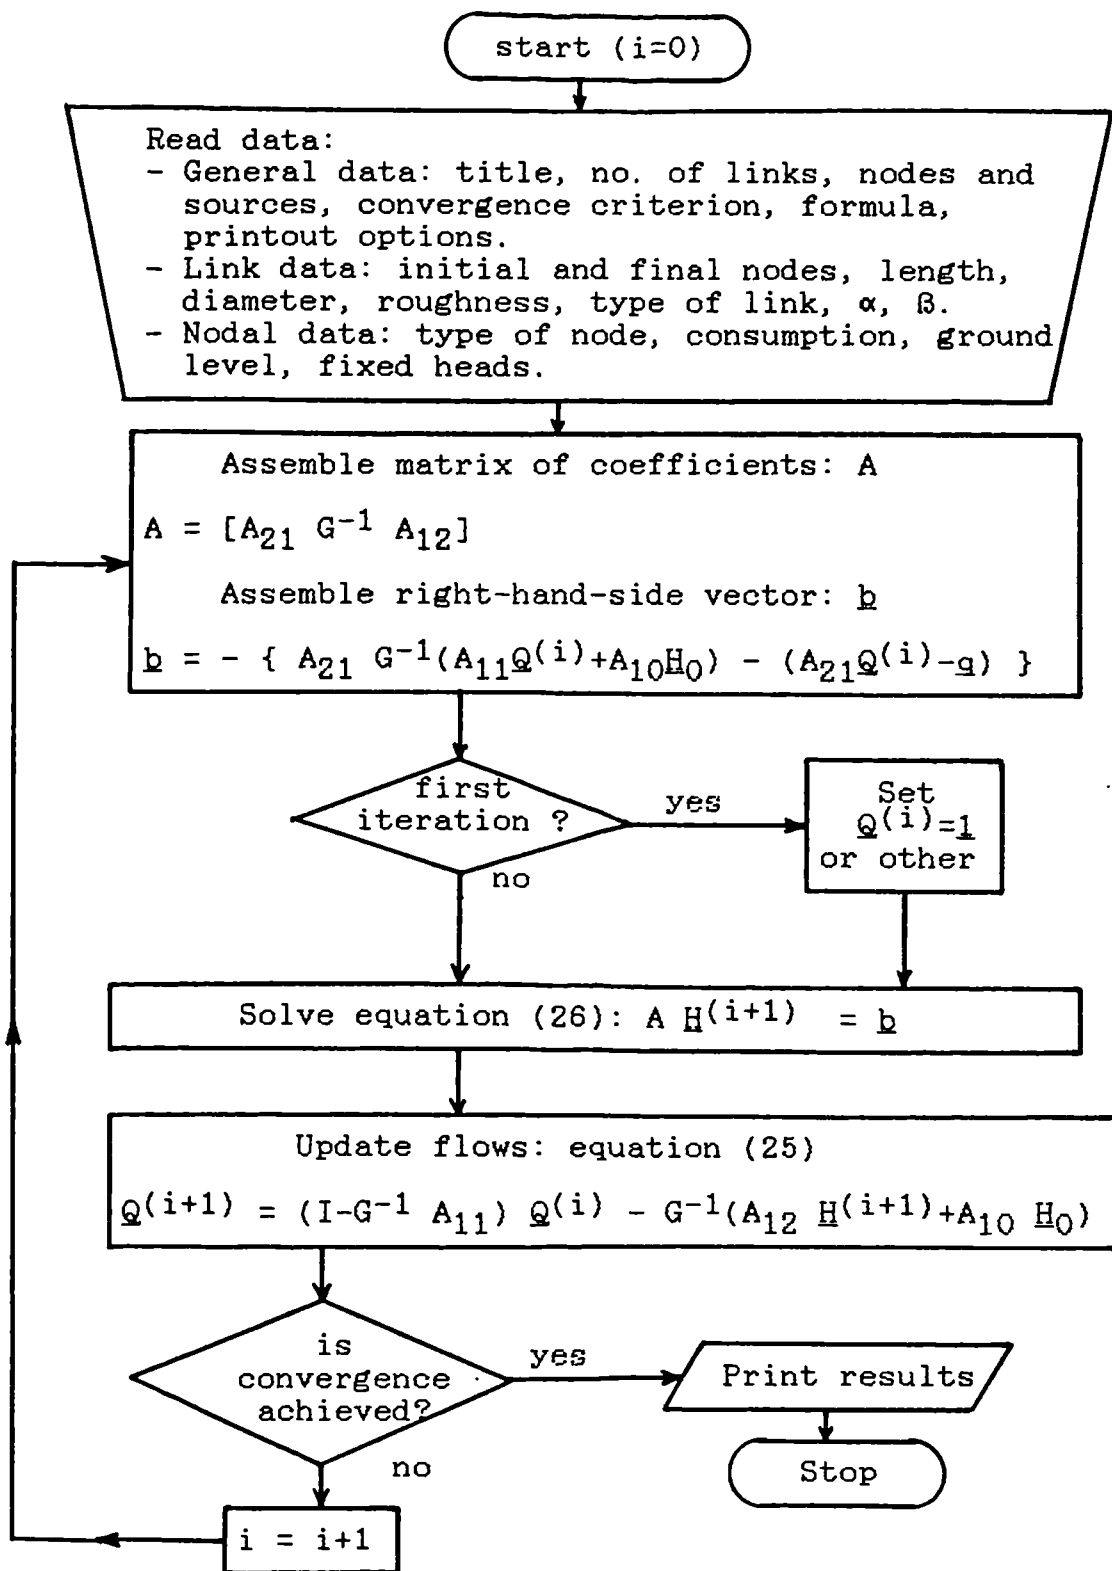 start (i=0)
Read data:
- General data: title, no. of links, nodes and
sources, convergence criterion, formula,
printout options.
- Link data: initial and final nodes, length,
diameter, roughness, type of link, α, ß.
- Nodal data: type of node, consumption, ground
level, fixed heads.
Assemble matrix of coefficients: A
A = [A₂₁ G⁻¹ A₁₂]
Assemble right-hand-side vector: b
b = - { A₂₁ G⁻¹(A₁₁Q⁽ⁱ⁾+A₁₀H₀) - (A₂₁Q⁽ⁱ⁾-q) }
first
iteration ?
yes
Set
Q⁽ⁱ⁾=1
or other
no
Solve equation (26): A H⁽ⁱ⁺¹⁾ = b
Update flows: equation (25)
Q⁽ⁱ⁺¹⁾ = (I-G⁻¹ A₁₁) Q⁽ⁱ⁾ - G⁻¹(A₁₂ H⁽ⁱ⁺¹⁾+A₁₀ H₀)
is
convergence
achieved?
yes
Print results
no
Stop
i = i+1